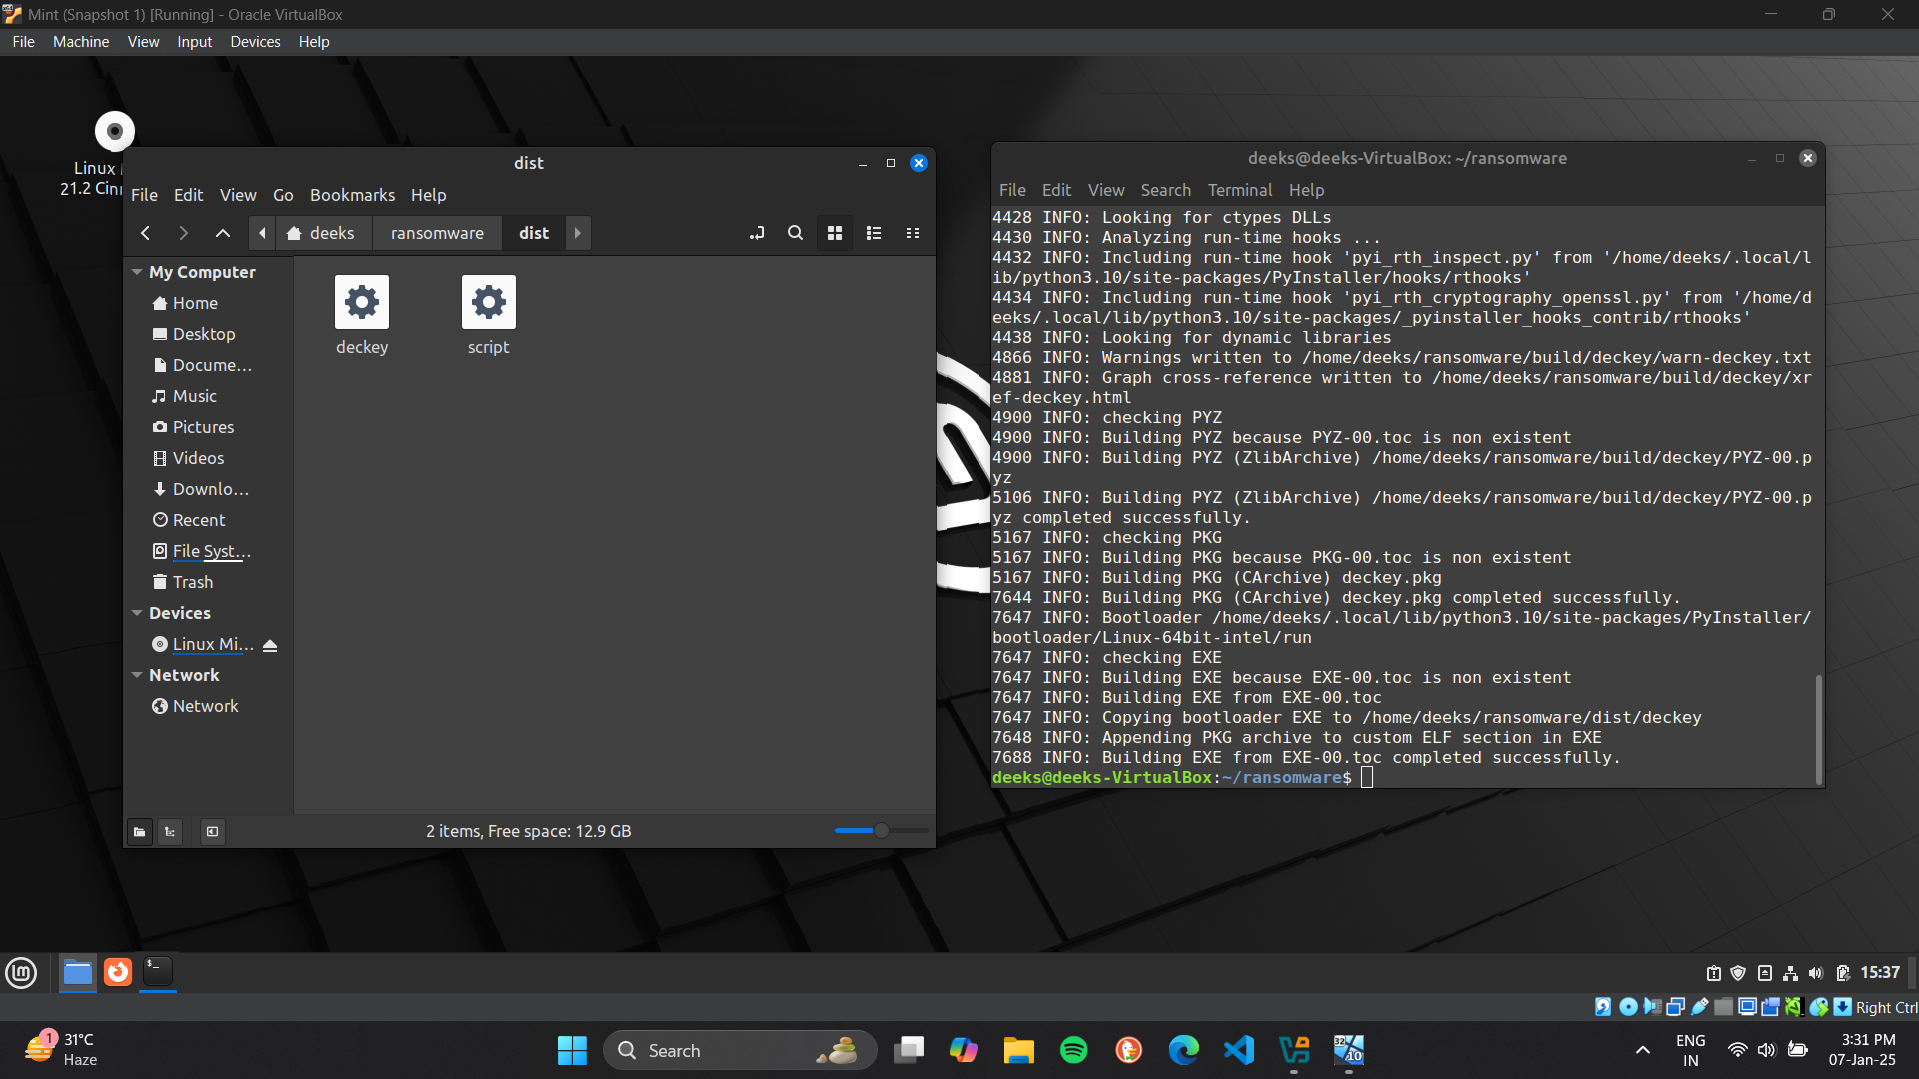 Mint (Snapshot 1) [Running] - Oracle VirtualBox
File Machine View Input Devices Help
Linux
21.2 Cin
dist
File Edit View Go Bookmarks Help
deeks ransomware dist
My Computer
Home
Desktop
Docume...
Music
Pictures
Videos
Downlo...
Recent
File Syst...
Trash
Devices
Linux Mi...
Network
Network
deckey
script
2 items, Free space: 12.9 GB
deeks@deeks-VirtualBox: ~/ransomware
File Edit View Search Terminal Help
4428 INFO: Looking for ctypes DLLs
4430 INFO: Analyzing run-time hooks ...
4432 INFO: Including run-time hook 'pyi_rth_inspect.py' from '/home/deeks/.local/l
ib/python3.10/site-packages/PyInstaller/hooks/rthooks'
4434 INFO: Including run-time hook 'pyi_rth_cryptography_openssl.py' from '/home/d
eeks/.local/lib/python3.10/site-packages/_pyinstaller_hooks_contrib/rthooks'
4438 INFO: Looking for dynamic libraries
4866 INFO: Warnings written to /home/deeks/ransomware/build/deckey/warn-deckey.txt
4881 INFO: Graph cross-reference written to /home/deeks/ransomware/build/deckey/xr
ef-deckey.html
4900 INFO: checking PYZ
4900 INFO: Building PYZ because PYZ-00.toc is non existent
4900 INFO: Building PYZ (ZlibArchive) /home/deeks/ransomware/build/deckey/PYZ-00.p
yz
5106 INFO: Building PYZ (ZlibArchive) /home/deeks/ransomware/build/deckey/PYZ-00.p
yz completed successfully.
5167 INFO: checking PKG
5167 INFO: Building PKG because PKG-00.toc is non existent
5167 INFO: Building PKG (CArchive) deckey.pkg
7644 INFO: Building PKG (CArchive) deckey.pkg completed successfully.
7647 INFO: Bootloader /home/deeks/.local/lib/python3.10/site-packages/PyInstaller/
bootloader/Linux-64bit-intel/run
7647 INFO: checking EXE
7647 INFO: Building EXE because EXE-00.toc is non existent
7647 INFO: Building EXE from EXE-00.toc
7647 INFO: Copying bootloader EXE to /home/deeks/ransomware/dist/deckey
7648 INFO: Appending PKG archive to custom ELF section in EXE
7688 INFO: Building EXE from EXE-00.toc completed successfully.
deeks@deeks-VirtualBox:~/ransomware$
15:37
Right Ctrl
1
31°C
Haze
Search
ENG
IN
3:31 PM
07-Jan-25